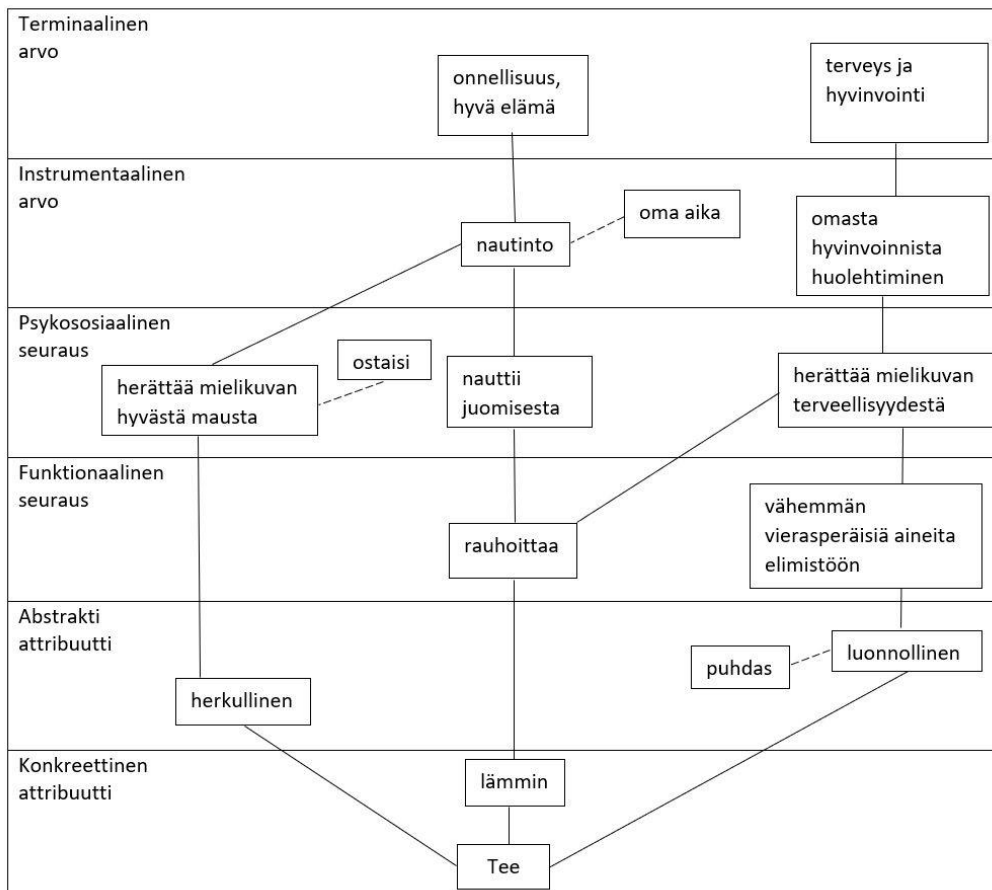 Terminaalinen
arvo
onnellisuus,
hyvä elämä
terveys ja
hyvinvointi
Instrumentaalinen
arvo
oma aika
nautinto
omasta
hyvinvoinnista
huolehtiminen
Psykososiaalinen
seuraus
ostaisi
herättää mielikuvan
hyvästä mausta
nauttii
juomisesta
herättää mielikuvan
terveellisyydestä
Funktionaalinen
seuraus
rauhoittaa
vähemmän
vierasperäisiä aineita
elimistöön
Abstrakti
attribuutti
puhdas
luonnollinen
herkullinen
Konkreettinen
attribuutti
lämmin
Tee